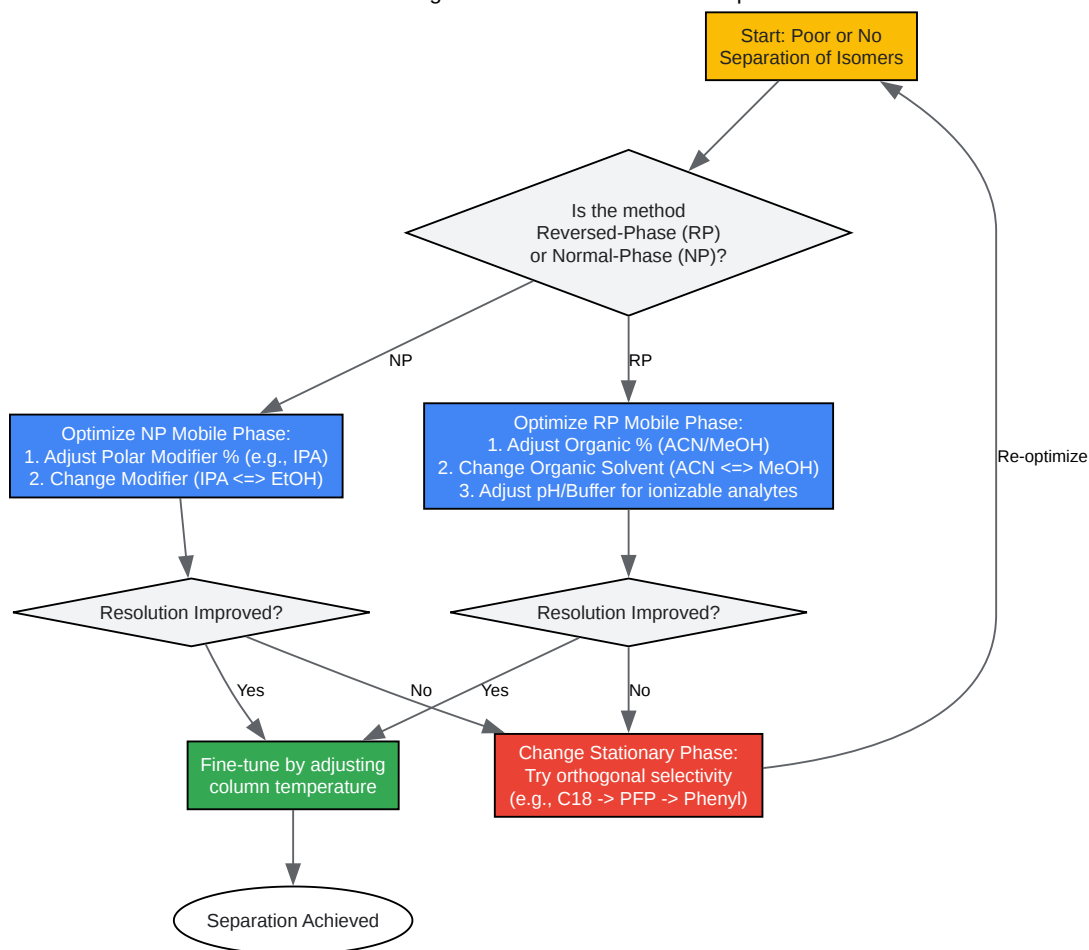 Start: Poor or No
Separation of Isomers
Is the method
Reversed-Phase (RP)
or Normal-Phase (NP)?
NP
RP
Optimize NP Mobile Phase:
1. Adjust Polar Modifier % (e.g., IPA)
2. Change Modifier (IPA <=> EtOH)
Optimize RP Mobile Phase:
1. Adjust Organic % (ACN/MeOH)
2. Change Organic Solvent (ACN <=> MeOH)
3. Adjust pH/Buffer for ionizable analytes
Re-optimize
Resolution Improved?
Resolution Improved?
Yes
No
Yes
No
Fine-tune by adjusting
column temperature
Change Stationary Phase:
Try orthogonal selectivity
(e.g., C18 -> PFP -> Phenyl)
Separation Achieved